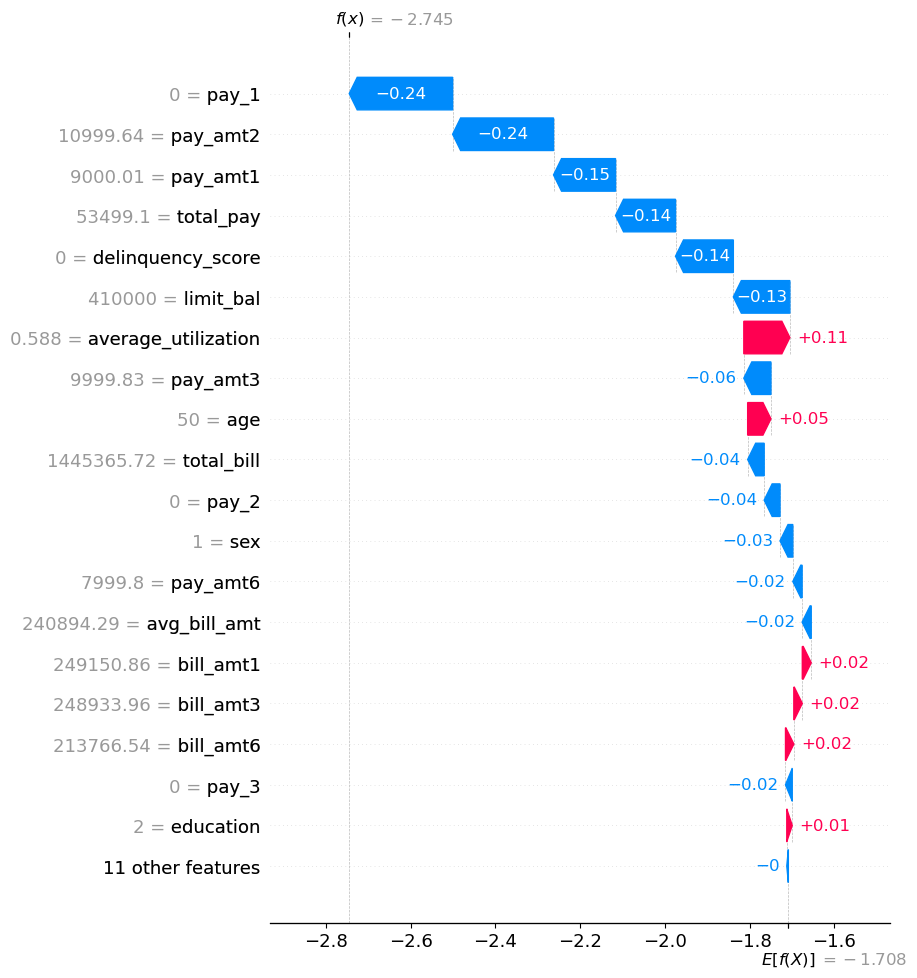 f(x) = −2.745
0 = pay_1 −0.24
10999.64 = pay_amt2 −0.24
9000.01 = pay_amt1 −0.15
53499.1 = total_pay −0.14
0 = delinquency_score −0.14
410000 = limit_bal −0.13
0.588 = average_utilization +0.11
9999.83 = pay_amt3 −0.06
50 = age +0.05
1445365.72 = total_bill −0.04
0 = pay_2 −0.04
1 = sex −0.03
7999.8 = pay_amt6 −0.02
240894.29 = avg_bill_amt −0.02
249150.86 = bill_amt1 +0.02
248933.96 = bill_amt3 +0.02
213766.54 = bill_amt6 +0.02
0 = pay_3 −0.02
2 = education +0.01
11 other features −0
−2.8 −2.6 −2.4 −2.2 −2.0 −1.8 −1.6
E[f(X)] = −1.708